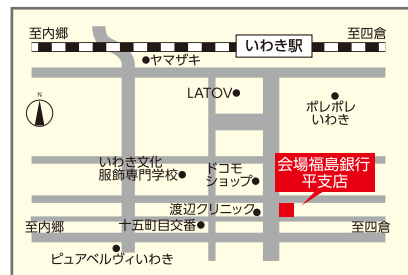 至内郷
いわき駅
至四倉
ヤマザキ
LATOV
ポレポレ
いわき
N
いわき文化
服飾専門学校
ドコモ
ショップ
会場福島銀行
平支店
渡辺クリニック
至内郷
十五町目交番
至四倉
ピュアベルヴィいわき